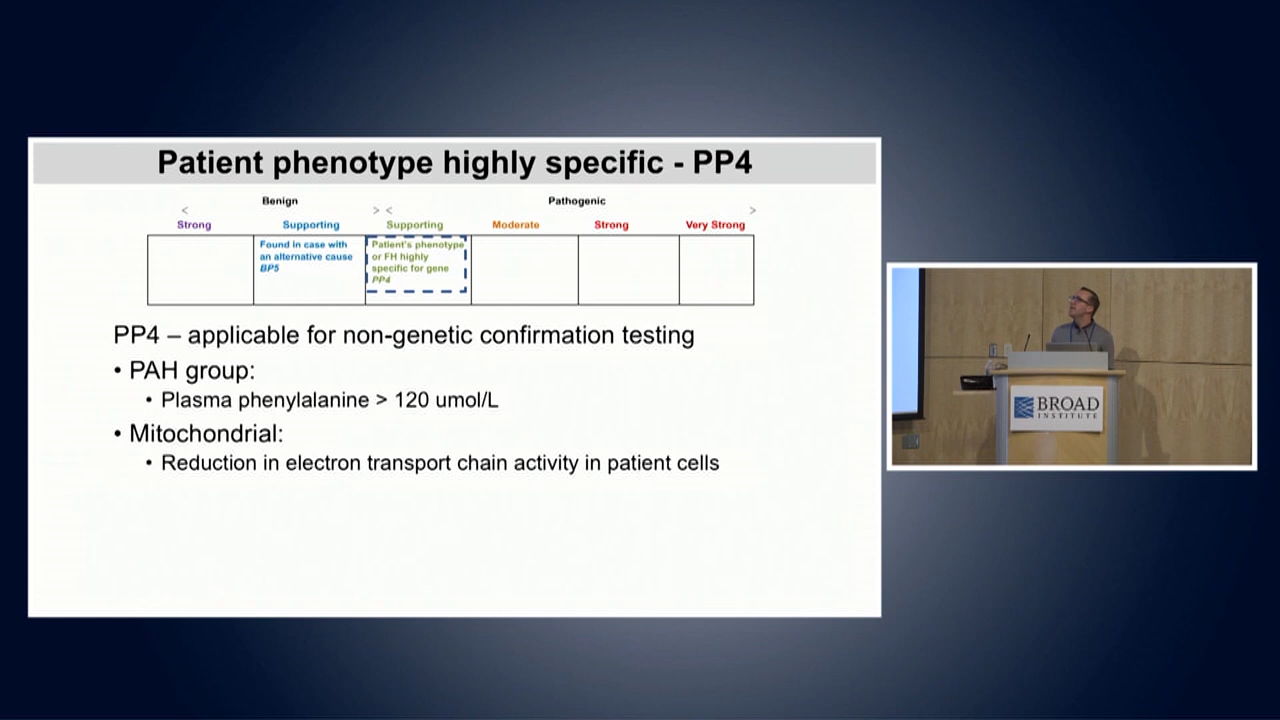 Patient phenotype highly specific - PP4
Benign
Pathogenic
< > < >
Strong
Supporting
Supporting
Moderate
Strong
Very Strong
Found in case with
an alternative cause
BP5
Patient's phenotype
or FH highly
specific for gene
PP4
PP4 – applicable for non-genetic confirmation testing
• PAH group:
• Plasma phenylalanine > 120 umol/L
• Mitochondrial:
• Reduction in electron transport chain activity in patient cells
BROAD
INSTITUTE